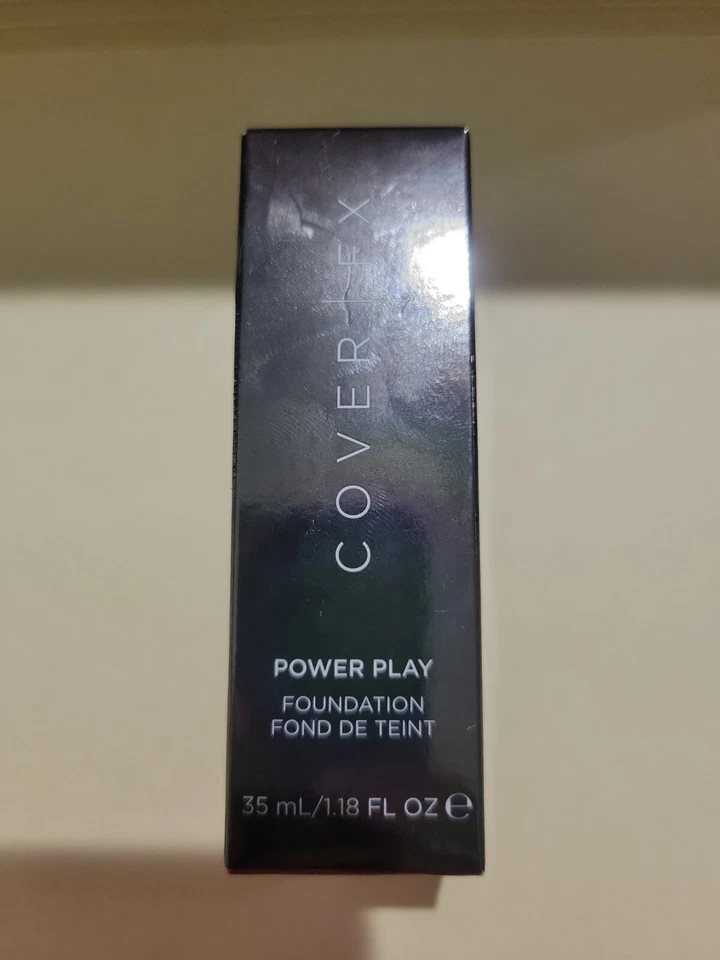 COVER | FX
POWER PLAY
FOUNDATION
FOND DE TEINT
35 mL/1.18 FL OZ ℮